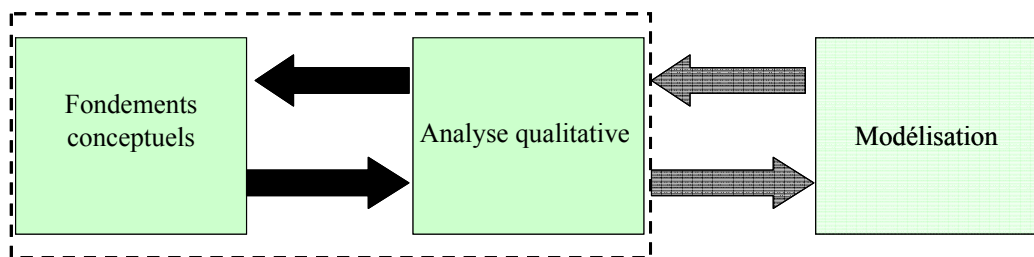 Fondements
conceptuels
Analyse qualitative
Modélisation